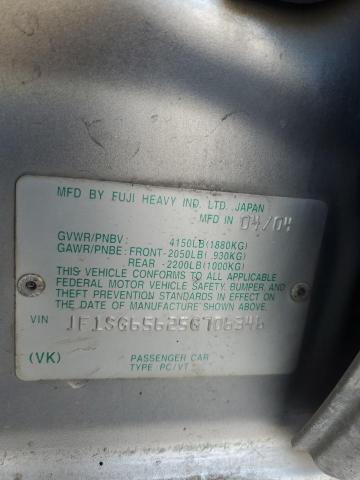 MFD BY FUJI HEAVY IND. LTD. JAPAN
MFD IN 04/04
GVWR/PNBV : 4150LB(1880KG)
GAWR/PNBE: FRONT-2050LB( 930KG)
REAR -2200LB(1000KG)
THIS VEHICLE CONFORMS TO ALL APPLICABLE
FEDERAL MOTOR VEHICLE SAFETY, BUMPER, AND
THEFT PREVENTION STANDARDS IN EFFECT ON
THE DATE OF MANUFACTURE SHOWN ABOVE.
VIN JF1SG65625G706346
(VK) PASSENGER CAR
TYPE:PC/VT